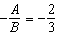 -A/B = -2/3